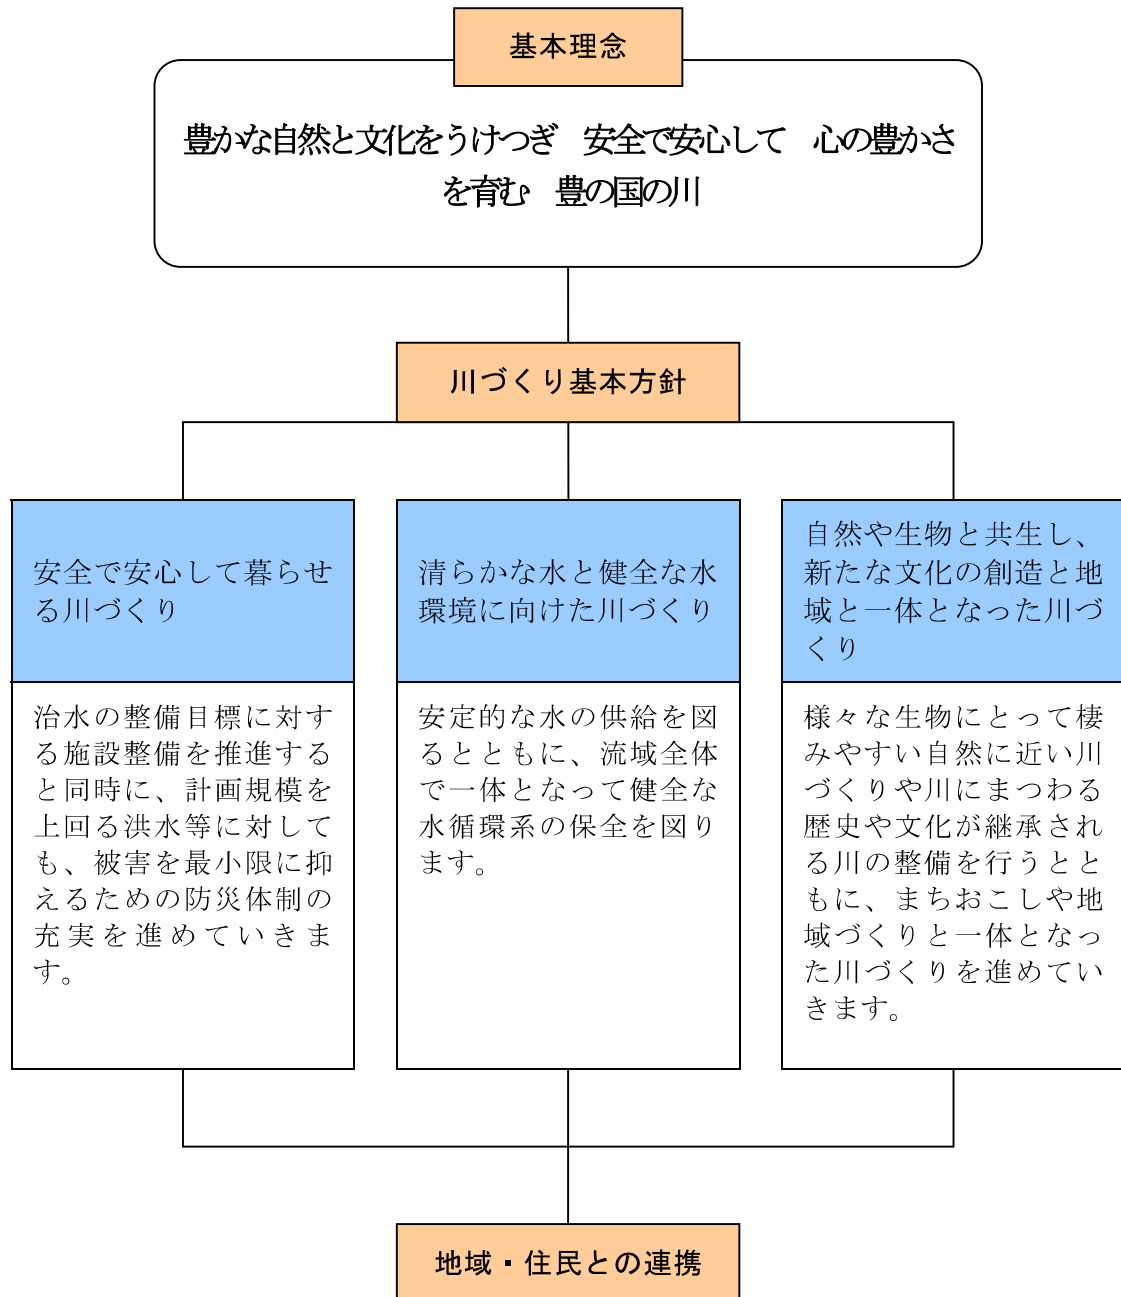 基本理念
豊かな自然と文化をうけつぎ　安全で安心して　心の豊かさ
を育む　豊の国の川
川づくり基本方針
安全で安心して暮らせ
る川づくり
治水の整備目標に対す
る施設整備を推進する
と同時に、計画規模を
上回る洪水等に対して
も、被害を最小限に抑
えるための防災体制の
充実を進めていきま
す。
清らかな水と健全な水
環境に向けた川づくり
安定的な水の供給を図
るとともに、流域全体
で一体となって健全な
水循環系の保全を図り
ます。
自然や生物と共生し、
新たな文化の創造と地
域と一体となった川づ
くり
様々な生物にとって棲
みやすい自然に近い川
づくりや川にまつわる
歴史や文化が継承され
る川の整備を行うとと
もに、まちおこしや地
域づくりと一体となっ
た川づくりを進めてい
きます。
地域・住民との連携